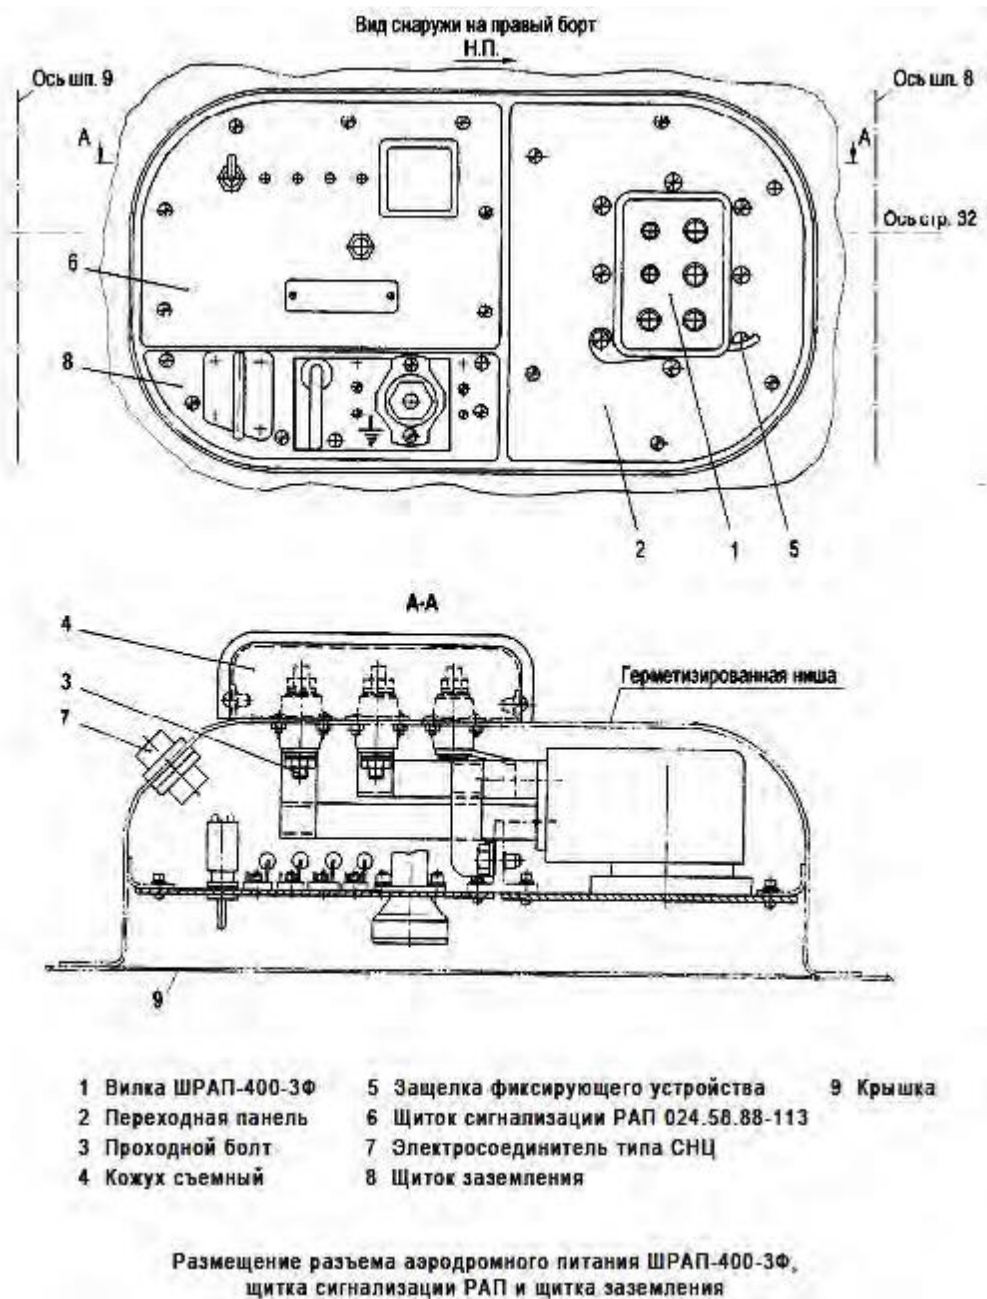 Вид снаружи на правый борт
Н.П.
Ось шп. 9
Ось шп. 8
А
А
Ось стр. 32
6
8
2
1
5
А-А
4
3
7
Герметизированная ниша
9
1 Вилка ШРАП-400-3Ф
2 Переходная панель
3 Проходной болт
4 Кожух съемный
5 Защелка фиксирующего устройства
6 Щиток сигнализации РАП 024.58.88-113
7 Электросоединитель типа СНЦ
8 Щиток заземления
9 Крышка
Размещение разъема аэродромного питания ШРАП-400-3Ф,
щитка сигнализации РАП и щитка заземления